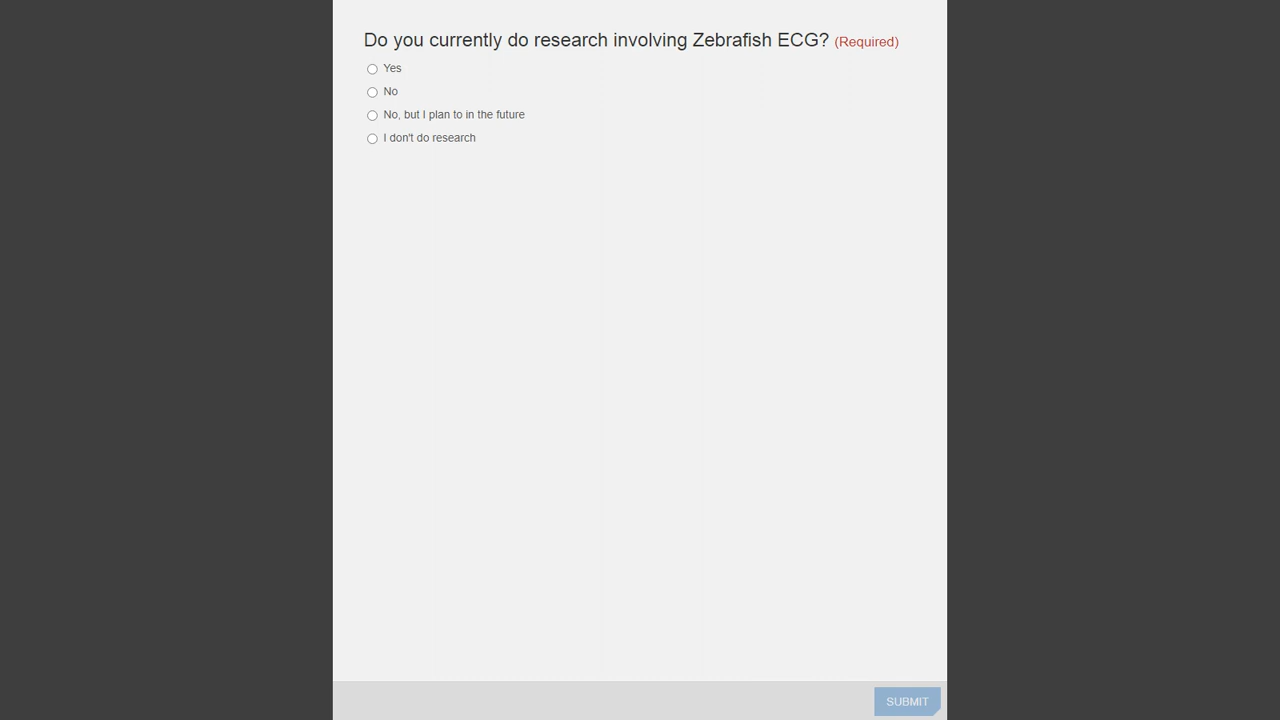 Do you currently do research involving Zebrafish ECG? (Required)
Yes
No
No, but I plan to in the future
I don't do research
SUBMIT